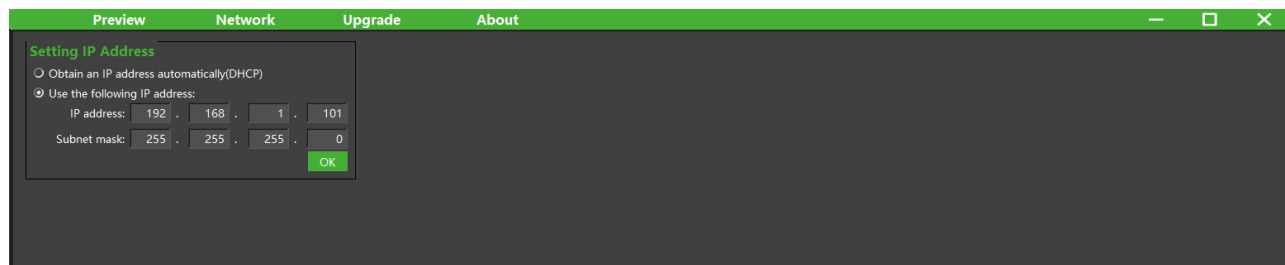 Preview Network Upgrade About
Setting IP Address
Obtain an IP address automatically(DHCP)
Use the following IP address:
IP address: 192 . 168 . 1 . 101
Subnet mask: 255 . 255 . 255 . 0
OK